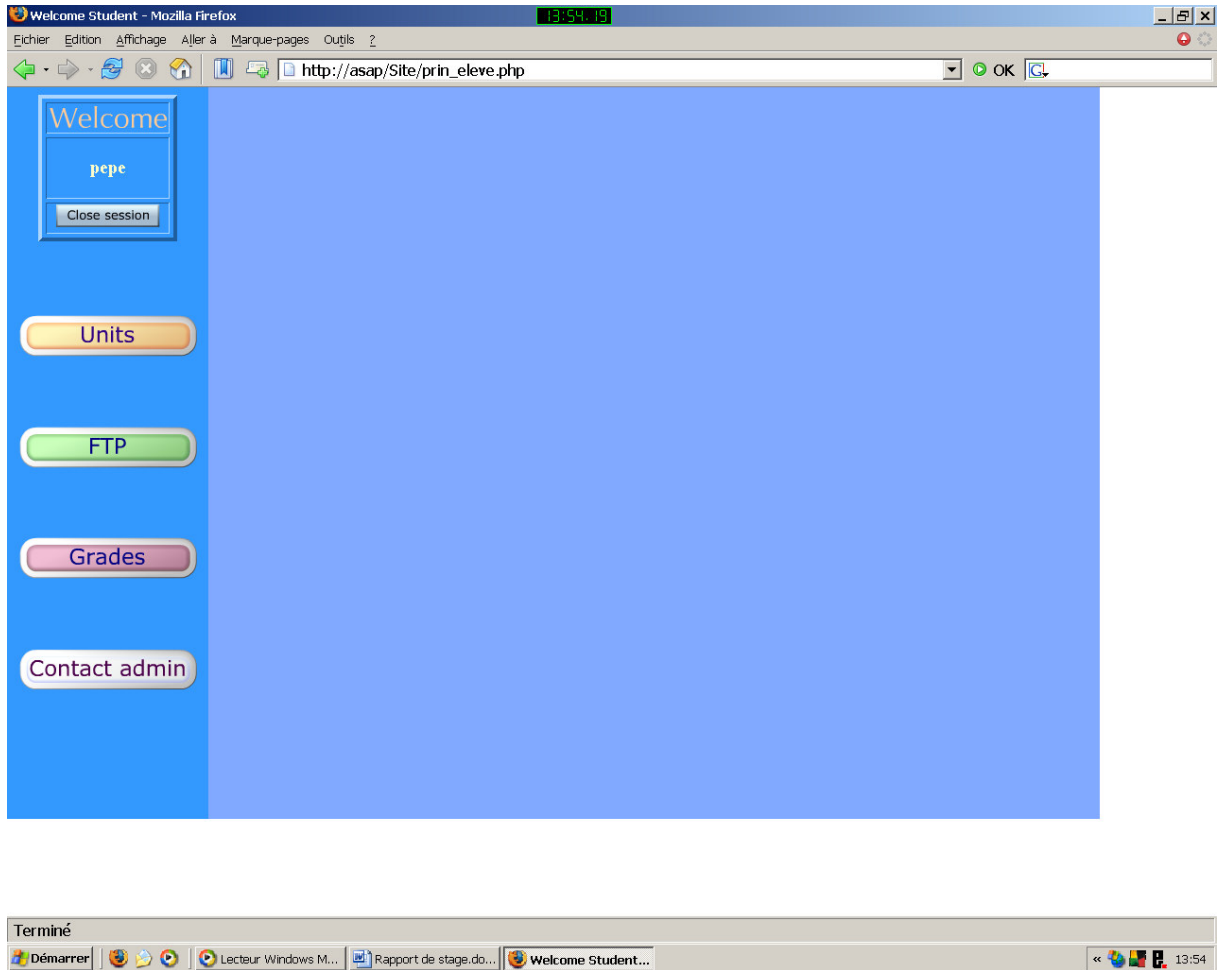 Welcome Student - Mozilla Firefox 13:54:19
Fichier Edition Affichage Aller à Marque-pages Outils ?
http://asap/Site/prin_eleve.php OK G
Welcome
pepe
Close session
Units
FTP
Grades
Contact admin
Terminé
Démarrer Lecteur Windows M... Rapport de stage.do... Welcome Student... « 13:54